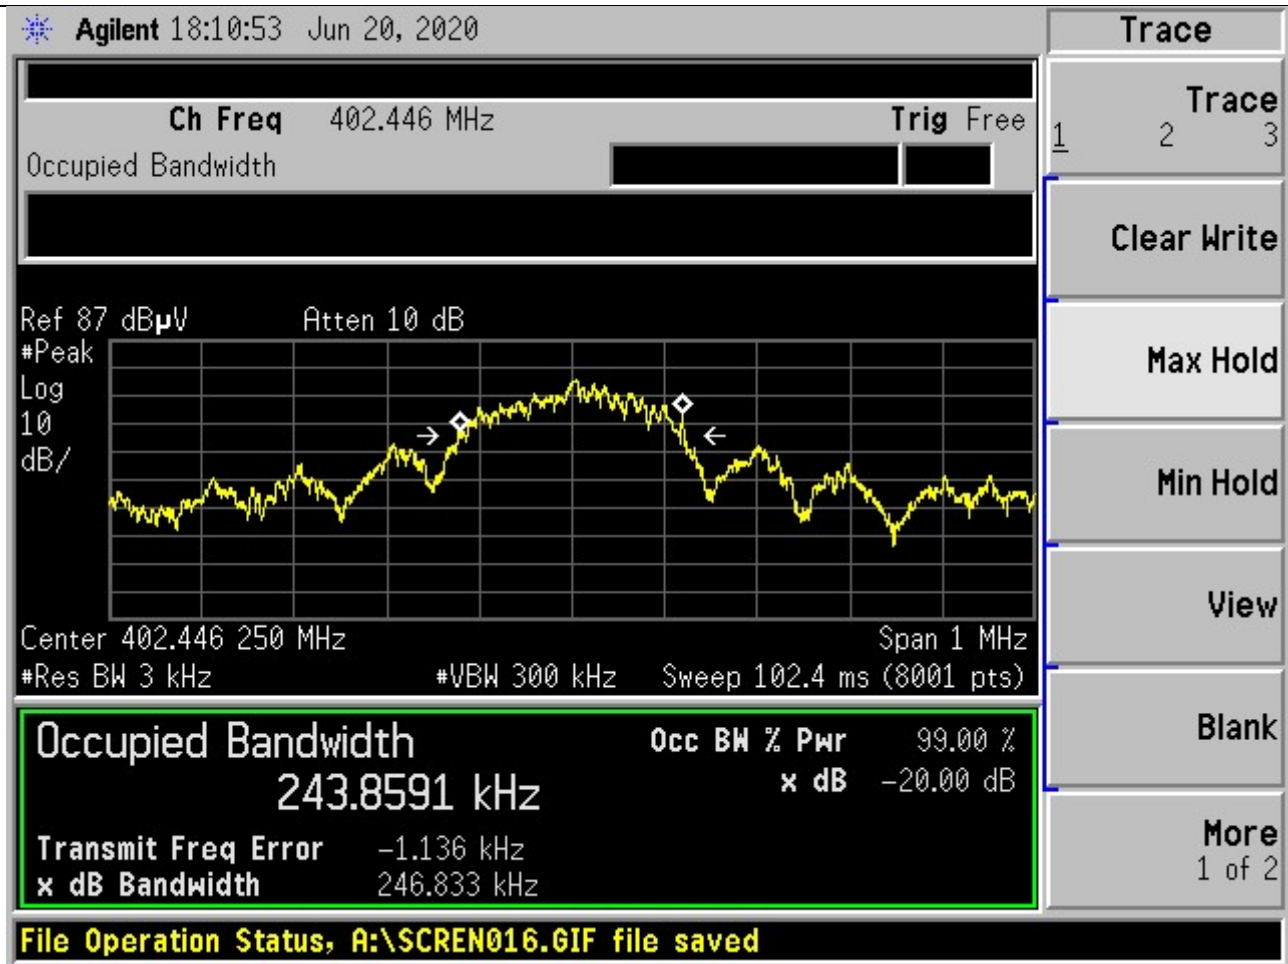 Agilent 18:10:53 Jun 20, 2020
Trace
Ch Freq 402.446 MHz Trig Free
Occupied Bandwidth
Trace
1 2 3
Clear Write
Max Hold
Min Hold
View
Blank
More
1 of 2
Ref 87 dBµV Atten 10 dB
#Peak
Log
10
dB/
Center 402.446 250 MHz Span 1 MHz
#Res BW 3 kHz #VBW 300 kHz Sweep 102.4 ms (8001 pts)
Occupied Bandwidth Occ BW % Pwr 99.00 %
243.8591 kHz x dB -20.00 dB
Transmit Freq Error -1.136 kHz
x dB Bandwidth 246.833 kHz
File Operation Status, A:\SCREN016.GIF file saved